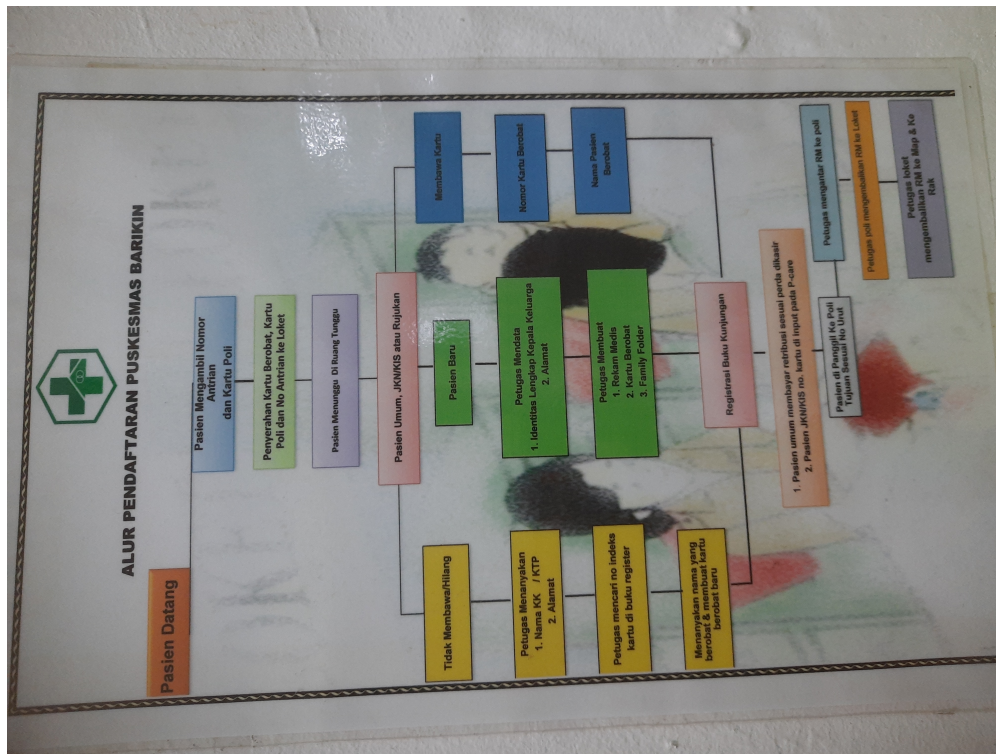 ALUR PENDAFTARAN PUSKESMAS BARIKIN
Pasien Datang
Pasien Mengambil Nomor
Antrian
dan Kartu Poli
Penyerahan Kartu Berobat, Kartu
Poli dan No Antrian ke Loket
Pasien Menunggu Di Ruang Tunggu
Pasien Umum, JKN/KIS atau Rujukan
Tidak Membawa/Hilang
Petugas Menanyakan
1. Nama KK / KTP
2. Alamat
Petugas mencari no indeks
kartu di buku register
Menanyakan nama yang
berobat & membuat kartu
berobat baru
Pasien Baru
Petugas Mendata
1. Identitas Lengkap Kepala Keluarga
2. Alamat
Petugas Membuat
1. Rekam Medis
2. Kartu Berobat
3. Family Folder
Membawa Kartu
Nomor Kartu Berobat
Nama Pasien
Berobat
Registrasi Buku Kunjungan
1. Pasien umum membayar retribusi sesuai perda dikasir
2. Pasien JKN/KIS no. kartu di input pada P-care
Pasien di Panggil Ke Poli
Tujuan Sesuai No Urut
Petugas mengantar RM ke poli
Petugas poli mengembalikan RM ke Loket
Petugas loket
mengembalikan RM ke Map & Ke
Rak